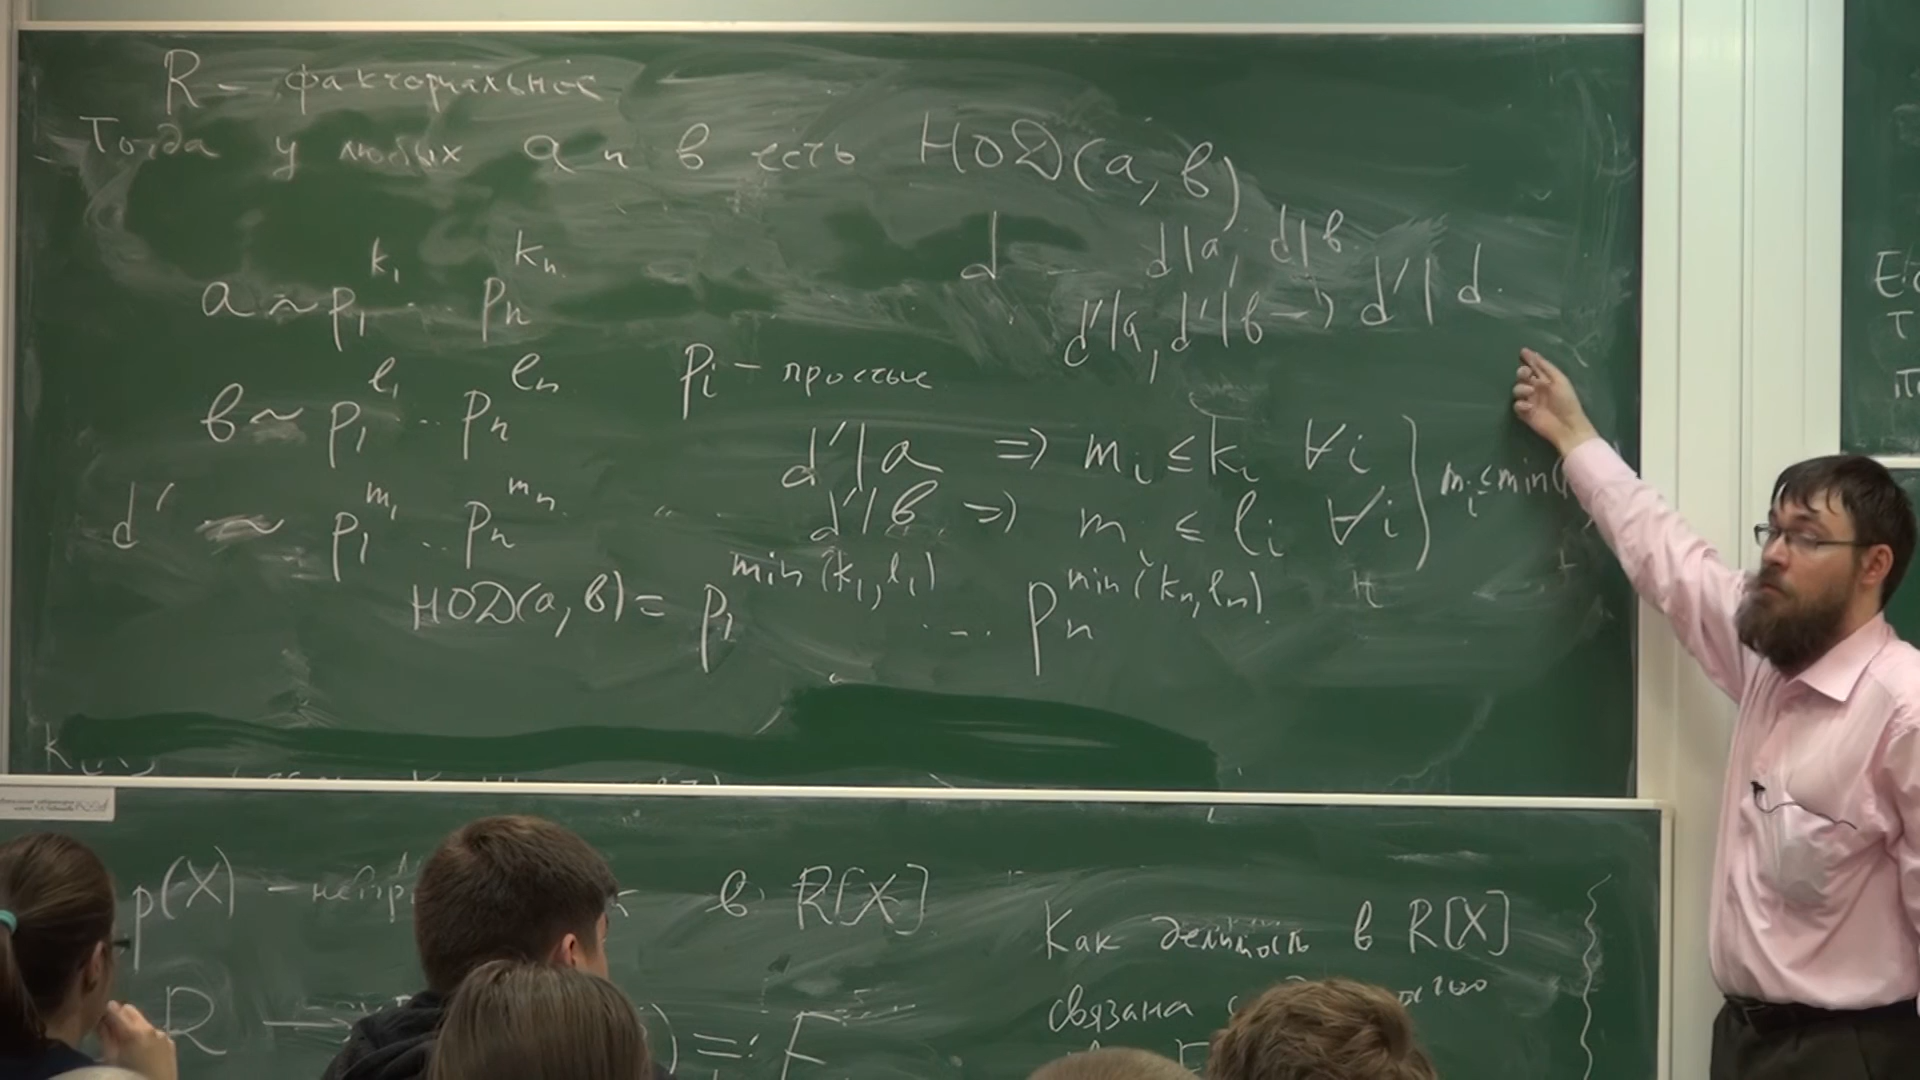 R – факториальное
Тогда у любых a и b есть НОД(a, b)
d – d|a, d|b
d'|a, d'|b → d'|d
a ~ p₁^k₁ ... pₙ^kₙ
b ~ p₁^l₁ ... pₙ^lₙ
pᵢ – простые
d' ~ p₁^m₁ ... pₙ^mₙ
d'|a ⇒ mᵢ ≤ kᵢ ∀i
d'|b ⇒ m ≤ lᵢ ∀i
mᵢ ≤ min(
НОД(a, b) = p₁^min(k₁, l₁) ... pₙ^min(kₙ, lₙ)
p(X) – в R[X]
R –
) =: F
Как делимость в R[X]
связана с